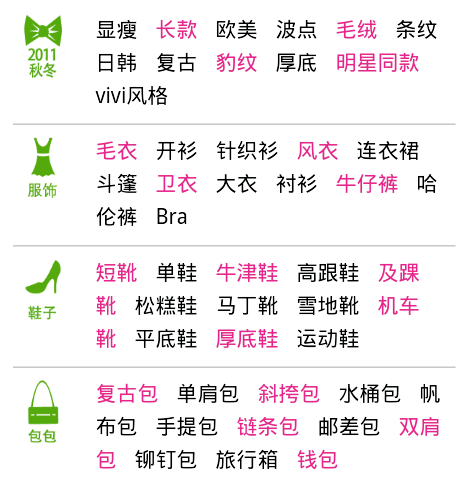 2011
秋冬
显瘦 长款 欧美 波点 毛绒 条纹
日韩 复古 豹纹 厚底 明星同款
vivi风格
服饰
毛衣 开衫 针织衫 风衣 连衣裙
斗篷 卫衣 大衣 衬衫 牛仔裤 哈
伦裤 Bra
鞋子
短靴 单鞋 牛津鞋 高跟鞋 及踝
靴 松糕鞋 马丁靴 雪地靴 机车
靴 平底鞋 厚底鞋 运动鞋
包包
复古包 单肩包 斜挎包 水桶包 帆
布包 手提包 链条包 邮差包 双肩
包 铆钉包 旅行箱 钱包